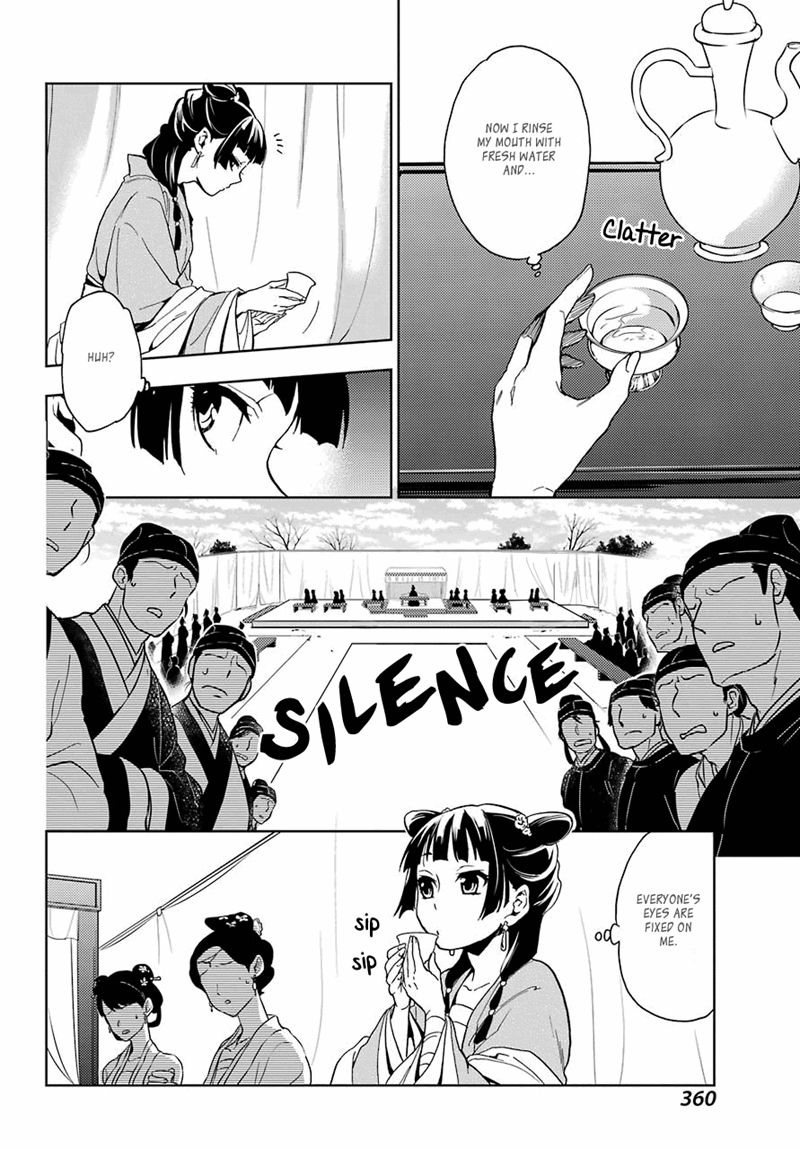 NOW I RINSE
MY MOUTH WITH
FRESH WATER
AND...
Clatter
HUH?
SILENCE
EVERYONE'S
EYES ARE
FIXED ON
ME.
sip
sip
360